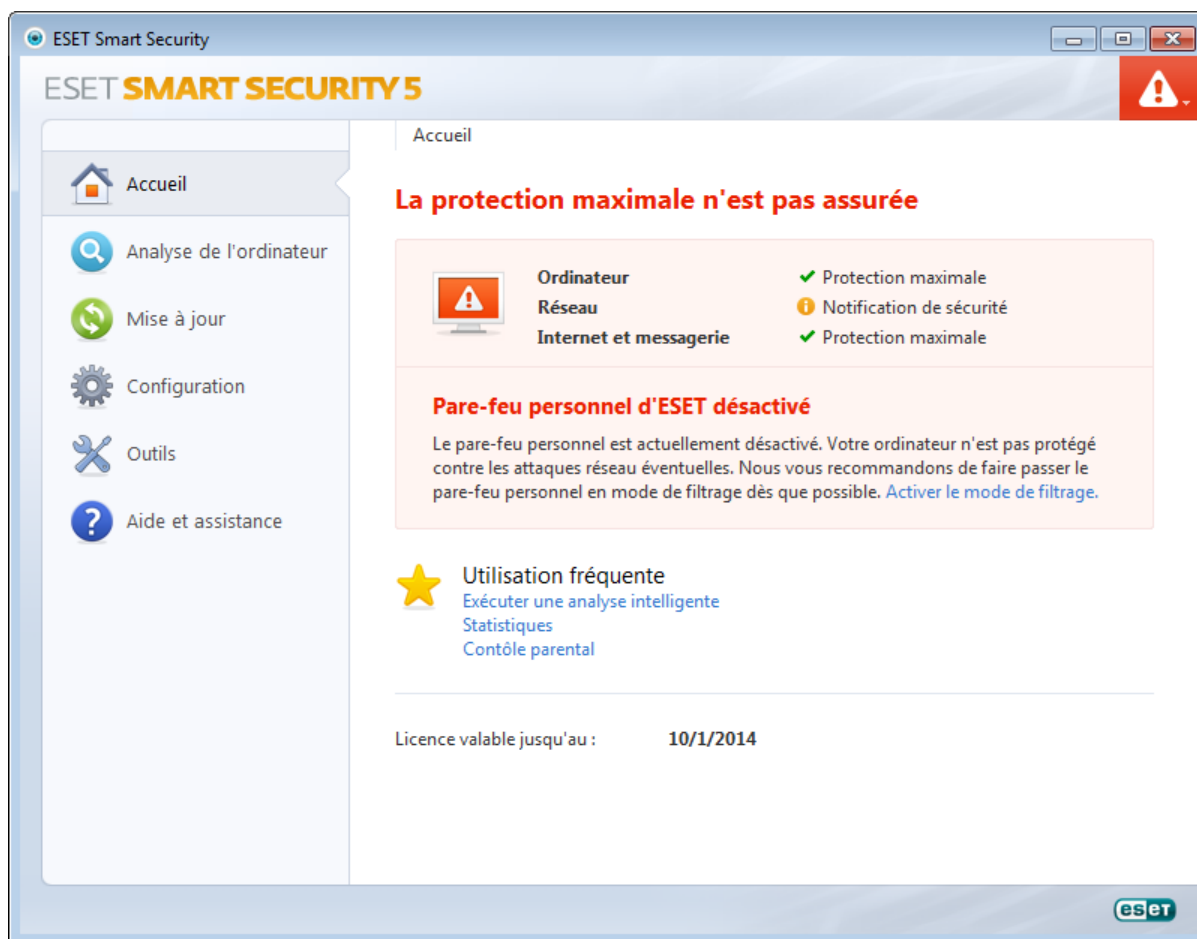 ESET Smart Security
ESET SMART SECURITY 5
Accueil
Accueil
Analyse de l'ordinateur
Mise à jour
Configuration
Outils
Aide et assistance
La protection maximale n'est pas assurée
Ordinateur Protection maximale
Réseau Notification de sécurité
Internet et messagerie Protection maximale
Pare-feu personnel d'ESET désactivé
Le pare-feu personnel est actuellement désactivé. Votre ordinateur n'est pas protégé
contre les attaques réseau éventuelles. Nous vous recommandons de faire passer le
pare-feu personnel en mode de filtrage dès que possible. Activer le mode de filtrage.
Utilisation fréquente
Exécuter une analyse intelligente
Statistiques
Contôle parental
Licence valable jusqu'au : 10/1/2014
eseT